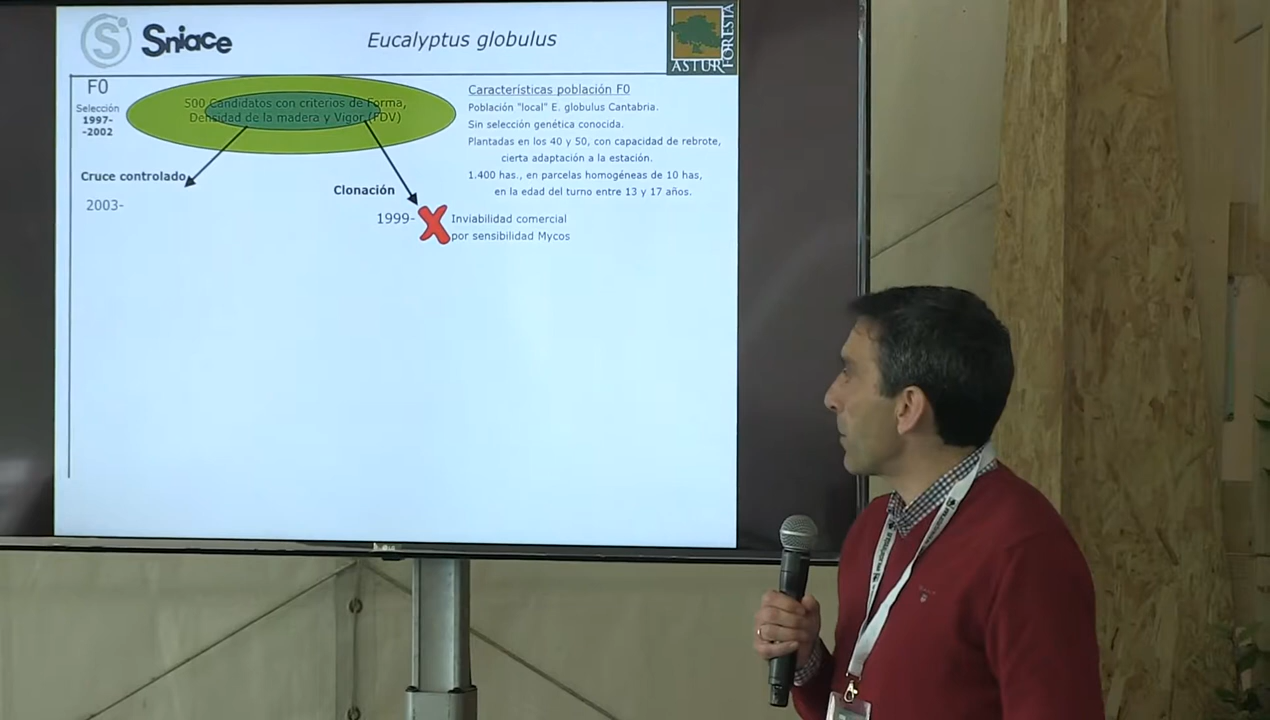 Sniace
Eucalyptus globulus
ASTUR
FORESTA
F0
Selección
1997-
-2002
500 Candidatos con criterios de Forma,
Densidad de la madera y Vigor (FDV)
Características población F0
Población "local" E. globulus Cantabria.
Sin selección genética conocida.
Plantadas en los 40 y 50, con capacidad de rebrote,
cierta adaptación a la estación.
1.400 has., en parcelas homogéneas de 10 has,
en la edad del turno entre 13 y 17 años.
Cruce controlado
2003-
Clonación
1999-
Inviabilidad comercial
por sensibilidad Mycos